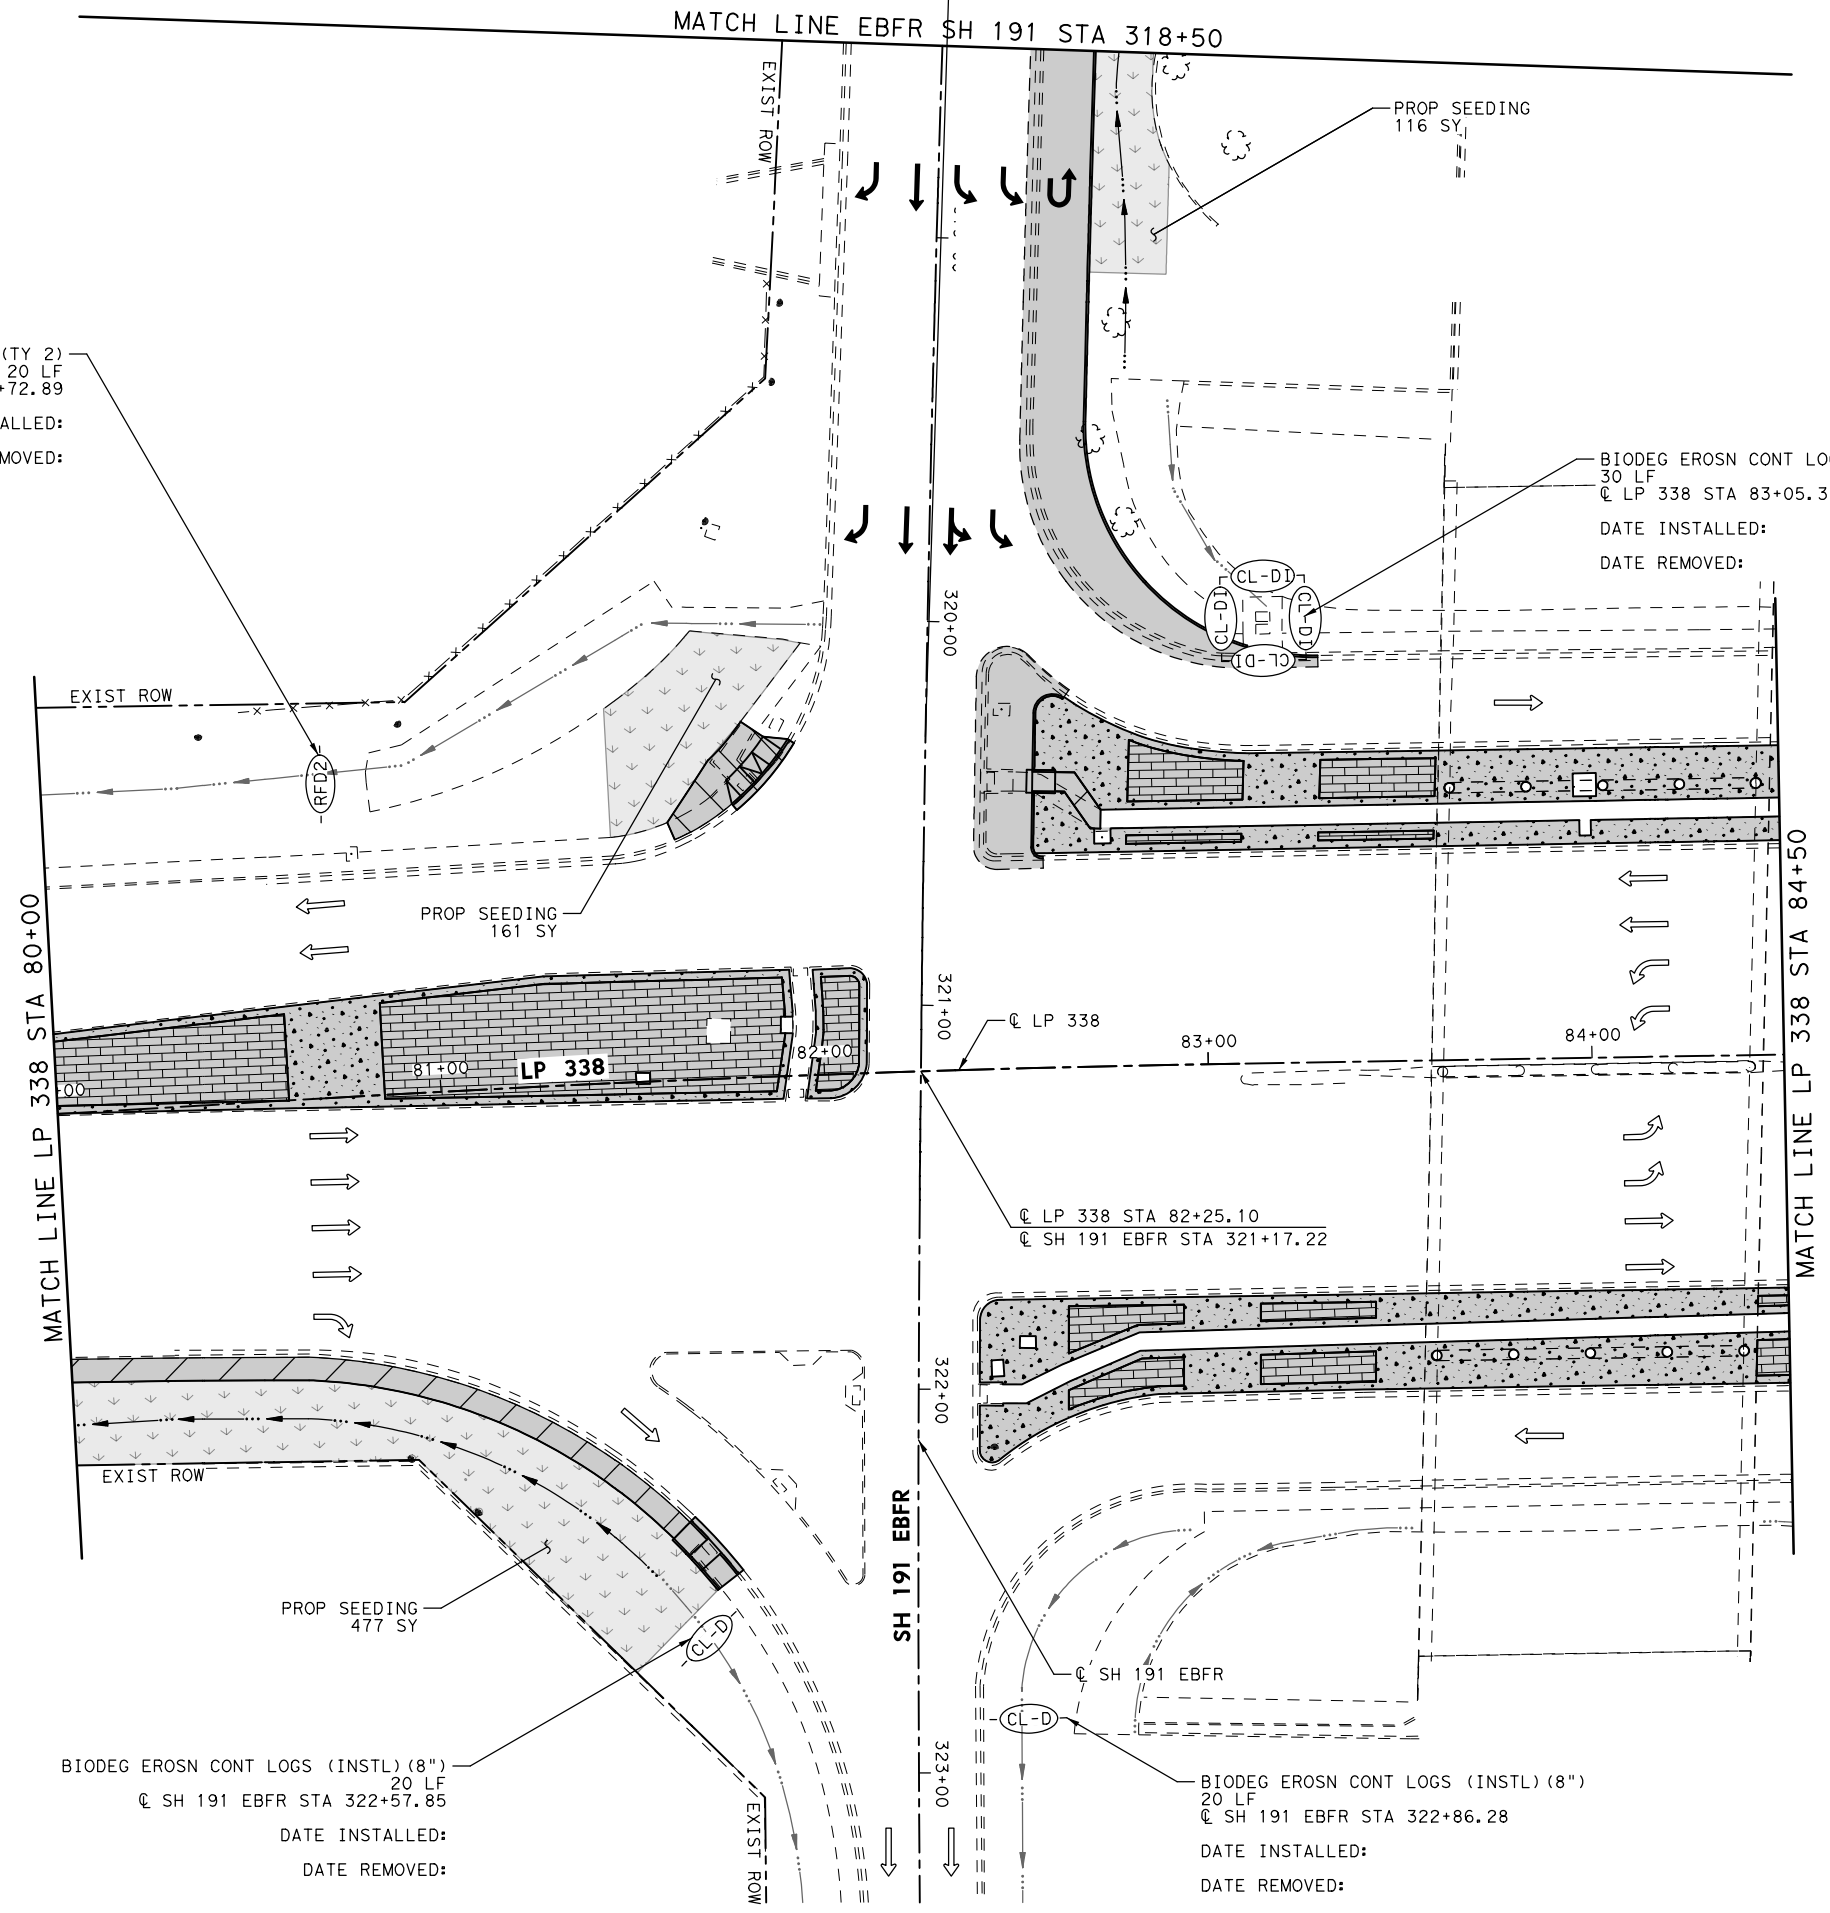 MATCH LINE EBFR SH 191 STA 318+50
EXIST ROW
PROP SEEDING
116 SY
(TY 2)
20 LF
+72.89
ALLED:
MOVED:
BIODEG EROSN CONT LO
30 LF
℄ LP 338 STA 83+05.3
DATE INSTALLED:
DATE REMOVED:
CL-DI
CL-DI
CL-DI
CL-DI
320+00
EXIST ROW
RFD2
PROP SEEDING
161 SY
MATCH LINE LP 338 STA 80+00
MATCH LINE LP 338 STA 84+50
321+00
℄ LP 338
83+00
84+00
82+00
81+00
LP 338
+00
℄ LP 338 STA 82+25.10
℄ SH 191 EBFR STA 321+17.22
322+00
EXIST ROW
SH 191 EBFR
PROP SEEDING
477 SY
CL-D
℄ SH 191 EBFR
CL-D
323+00
BIODEG EROSN CONT LOGS (INSTL)(8")
20 LF
℄ SH 191 EBFR STA 322+57.85
DATE INSTALLED:
DATE REMOVED:
EXIST ROW
BIODEG EROSN CONT LOGS (INSTL)(8")
20 LF
℄ SH 191 EBFR STA 322+86.28
DATE INSTALLED:
DATE REMOVED: